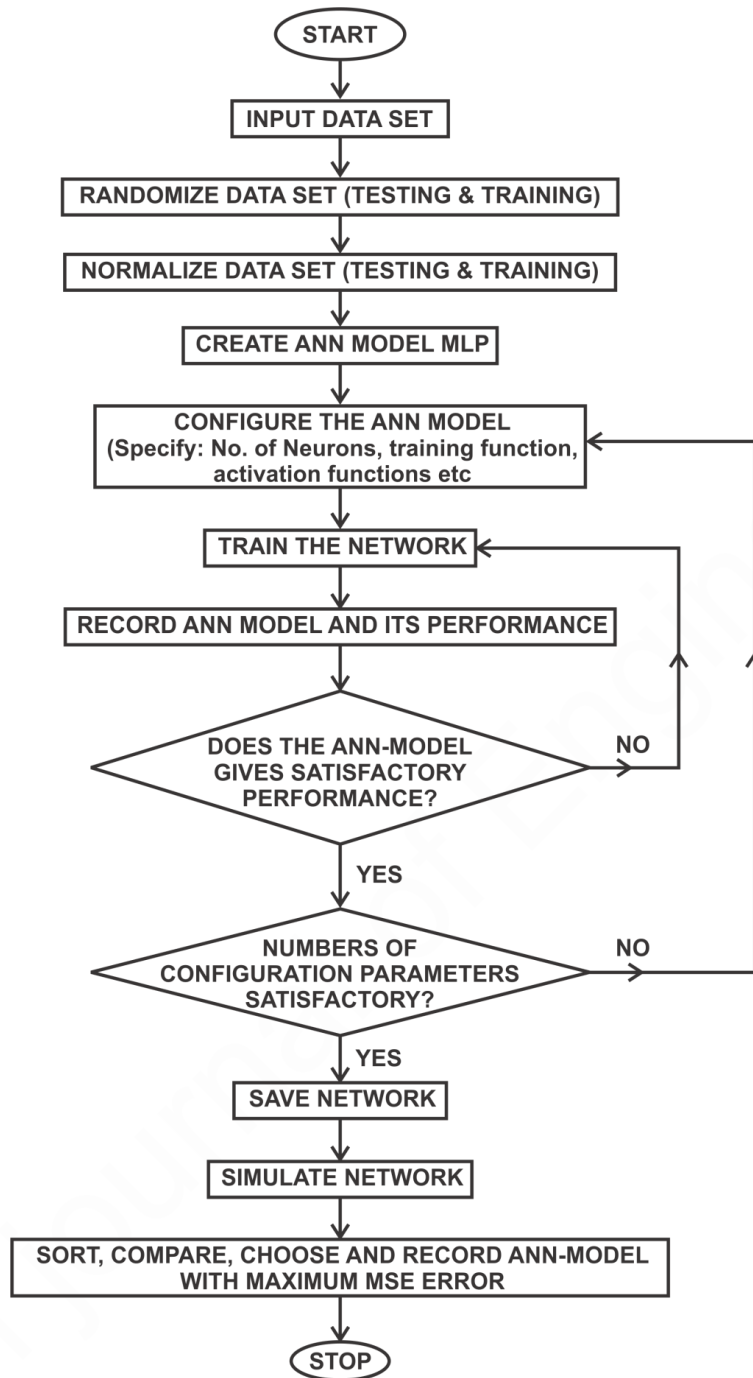 START
INPUT DATA SET
RANDOMIZE DATA SET (TESTING & TRAINING)
NORMALIZE DATA SET (TESTING & TRAINING)
CREATE ANN MODEL MLP
CONFIGURE THE ANN MODEL
(Specify: No. of Neurons, training function,
activation functions etc
TRAIN THE NETWORK
RECORD ANN MODEL AND ITS PERFORMANCE
DOES THE ANN-MODEL
GIVES SATISFACTORY
PERFORMANCE?
NO
YES
NUMBERS OF
CONFIGURATION PARAMETERS
SATISFACTORY?
NO
YES
SAVE NETWORK
SIMULATE NETWORK
SORT, COMPARE, CHOOSE AND RECORD ANN-MODEL
WITH MAXIMUM MSE ERROR
STOP
Journal of Engin